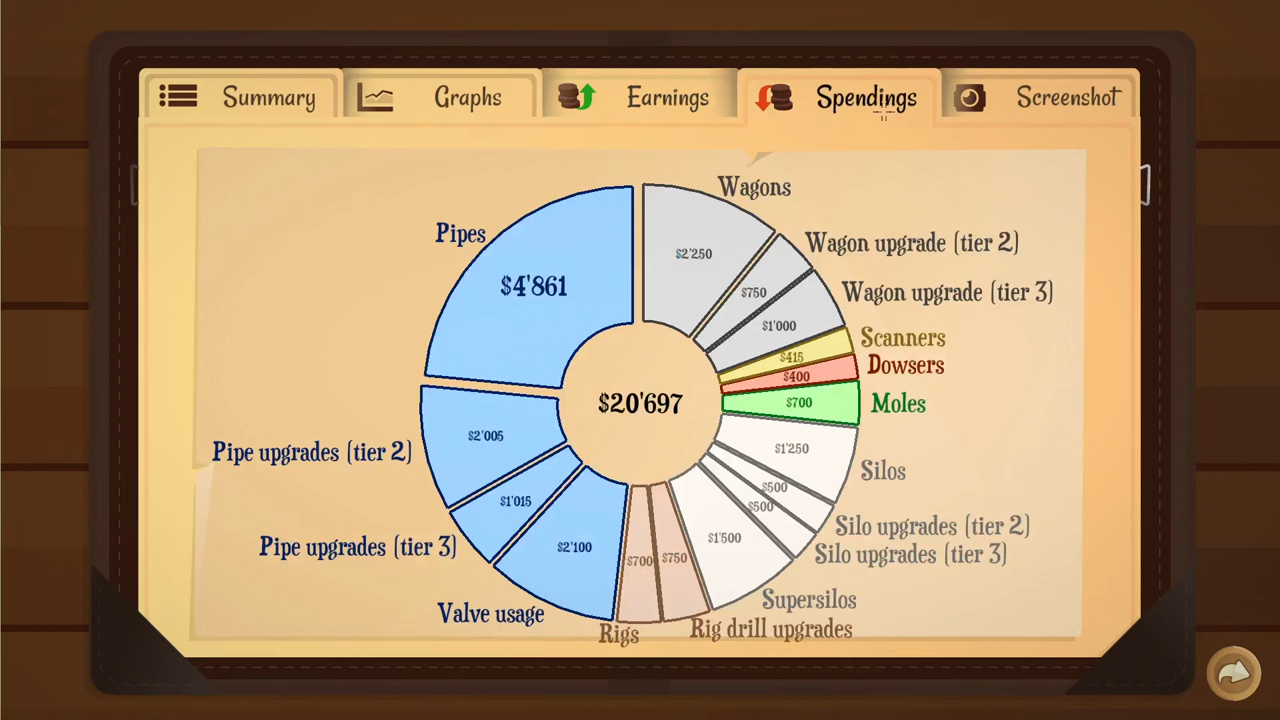 Summary
Graphs
Earnings
Spendings
Screenshot
Wagons
$2'250
Wagon upgrade (tier 2)
$750
Wagon upgrade (tier 3)
$1'000
Scanners
$415
Dowsers
$400
Moles
$700
Silos
$1'250
Silo upgrades (tier 2)
$500
Silo upgrades (tier 3)
$500
Supersilos
$1'500
Rig drill upgrades
$750
Rigs
$700
Valve usage
$2'100
Pipe upgrades (tier 3)
$1'015
Pipe upgrades (tier 2)
$2'005
Pipes
$4'861
$20'697